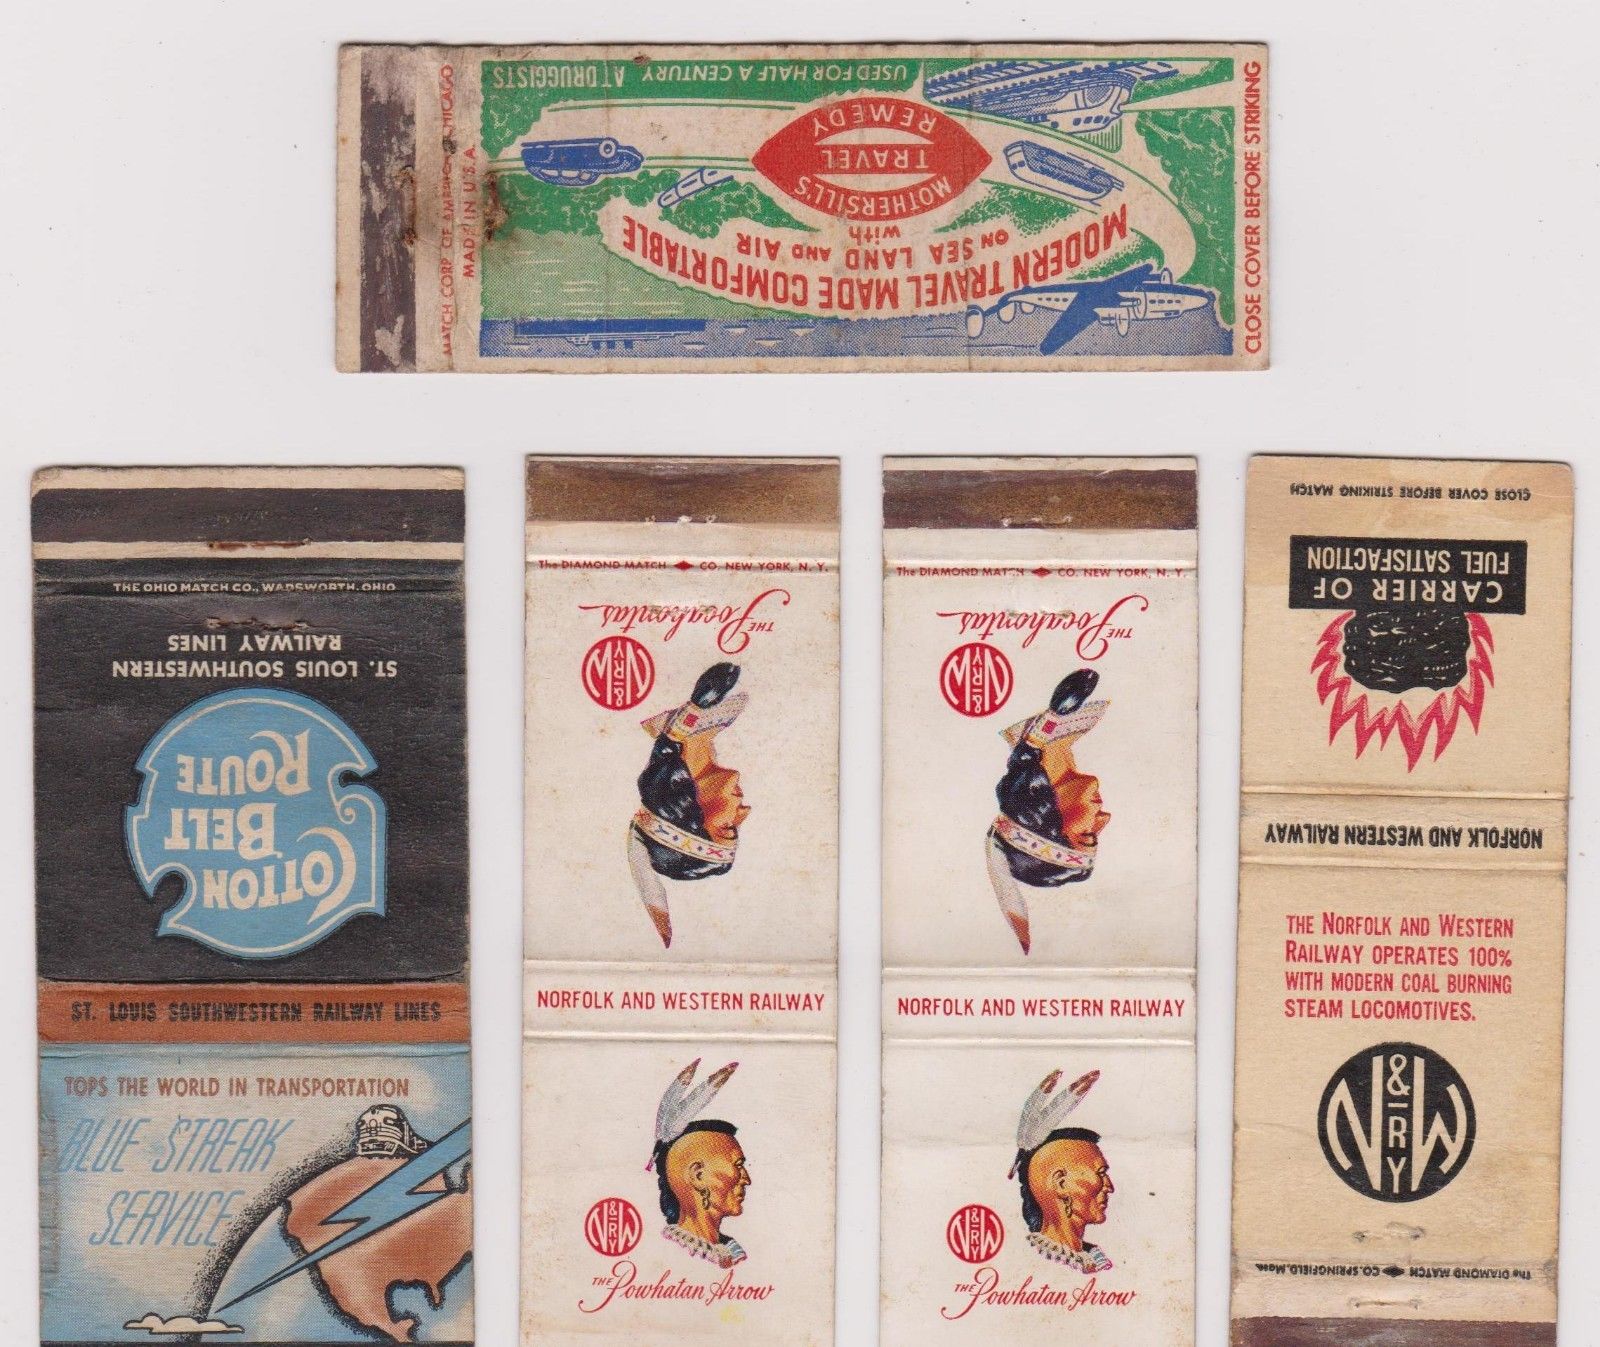 MATCH CORP OF AMERICA CHICAGO
MADE IN U.S.A.
AT DRUGGISTS
USED FOR HALF A CENTURY
MOTHERSILL'S
TRAVEL
REMEDY
MODERN TRAVEL MADE COMFORTABLE
with
ON SEA LAND AND AIR
CLOSE COVER BEFORE STRIKING
THE OHIO MATCH CO., WADSWORTH, OHIO
ST. LOUIS SOUTHWESTERN
RAILWAY LINES
COTTON
BELT
ROUTE
ST. LOUIS SOUTHWESTERN RAILWAY LINES
TOPS THE WORLD IN TRANSPORTATION
BLUE STREAK
SERVICE
The DIAMOND MATCH CO. NEW YORK, N. Y.
THE Pocahontas
N&W RY
NORFOLK AND WESTERN RAILWAY
N&W RY
THE Powhatan Arrow
The DIAMOND MATCH CO. NEW YORK, N. Y.
THE Pocahontas
N&W RY
NORFOLK AND WESTERN RAILWAY
N&W RY
THE Powhatan Arrow
CLOSE COVER BEFORE STRIKING MATCH
CARRIER OF
FUEL SATISFACTION
NORFOLK AND WESTERN RAILWAY
THE NORFOLK AND WESTERN
RAILWAY OPERATES 100%
WITH MODERN COAL BURNING
STEAM LOCOMOTIVES.
N&W RY
The DIAMOND MATCH CO. SPRINGFIELD, Mass.